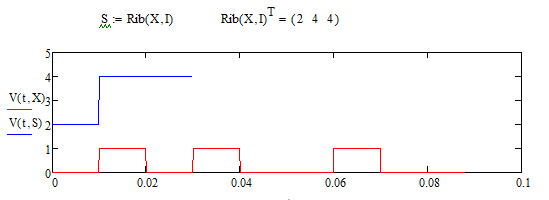 S := Rib(X,I) Rib(X,I)^T = (2 4 4)
5
4
V(t,X) 3
V(t,S) 2
1
0
0 0.02 0.04 0.06 0.08 0.1